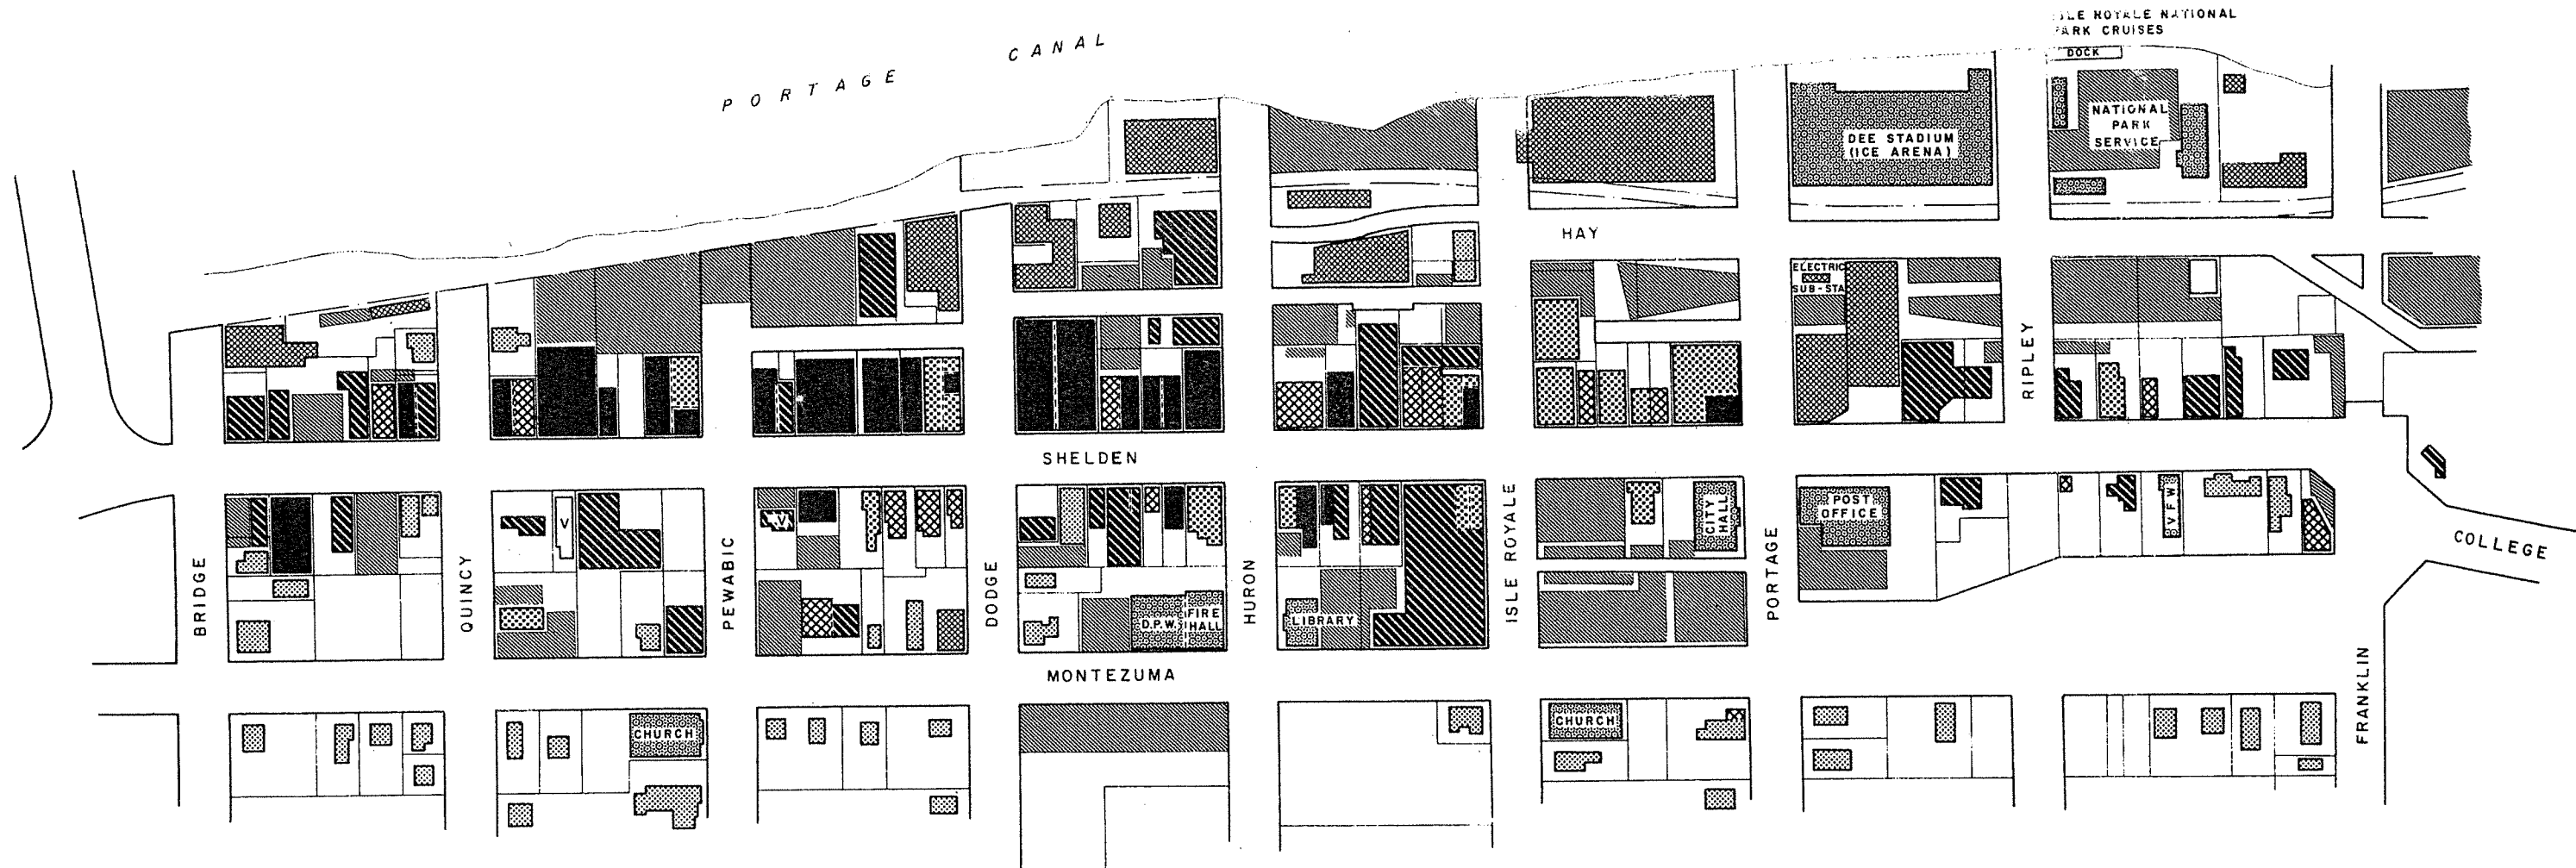 ISLE ROYALE NATIONAL
PARK CRUISES
DOCK
PORTAGE CANAL
NATIONAL
PARK
SERVICE
DEE STADIUM
(ICE ARENA)
HAY
ELECTRIC
SUB-STA.
RIPLEY
SHELDEN
BRIDGE
QUINCY
V
PEWABIC
V
DODGE
D.P.W.
FIRE
HALL
HURON
LIBRARY
ISLE ROYALE
CITY
HALL
PORTAGE
POST
OFFICE
V.F.W.
COLLEGE
MONTEZUMA
FRANKLIN
CHURCH
CHURCH